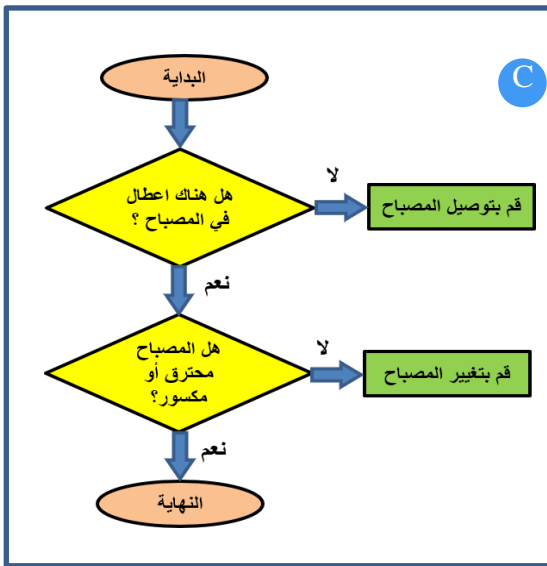 البداية
C
هل هناك اعطال
في المصباح ؟
لا
قم بتوصيل المصباح
نعم
هل المصباح
محترق أو
مكسور؟
لا
قم بتغيير المصباح
نعم
النهاية